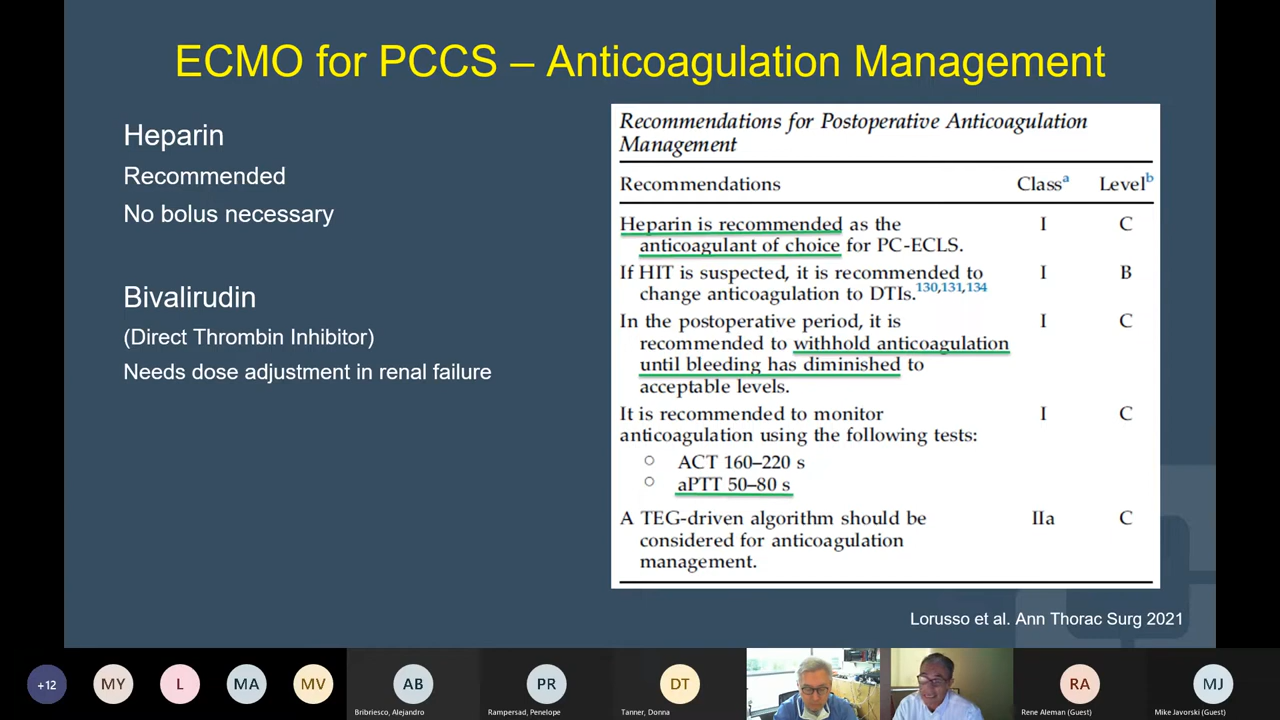 ECMO for PCCS – Anticoagulation Management
Heparin
Recommended
No bolus necessary
Bivalirudin
(Direct Thrombin Inhibitor)
Needs dose adjustment in renal failure
Recommendations for Postoperative Anticoagulation
Management
Recommendations Classa Levelb
Heparin is recommended as the I C
anticoagulant of choice for PC-ECLS.
If HIT is suspected, it is recommended to I B
change anticoagulation to DTIs.130,131,134
In the postoperative period, it is I C
recommended to withhold anticoagulation
until bleeding has diminished to
acceptable levels.
It is recommended to monitor I C
anticoagulation using the following tests:
ACT 160–220 s
aPTT 50–80 s
A TEG-driven algorithm should be IIa C
considered for anticoagulation
management.
Lorusso et al. Ann Thorac Surg 2021
+12 MY L MA MV AB PR DT RA MJ
Bribriesco, Alejandro Rampersad, Penelope Tanner, Donna Rene Aleman (Guest) Mike Javorski (Guest)